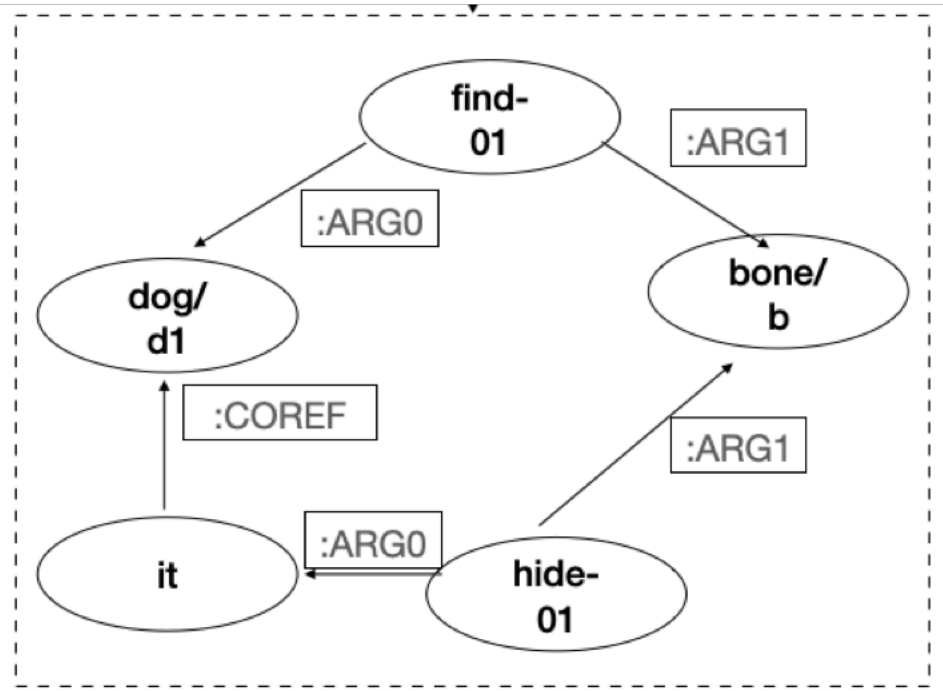 find-
01
:ARG1
:ARG0
dog/
d1
bone/
b
:COREF
:ARG1
:ARG0
it
hide-
01